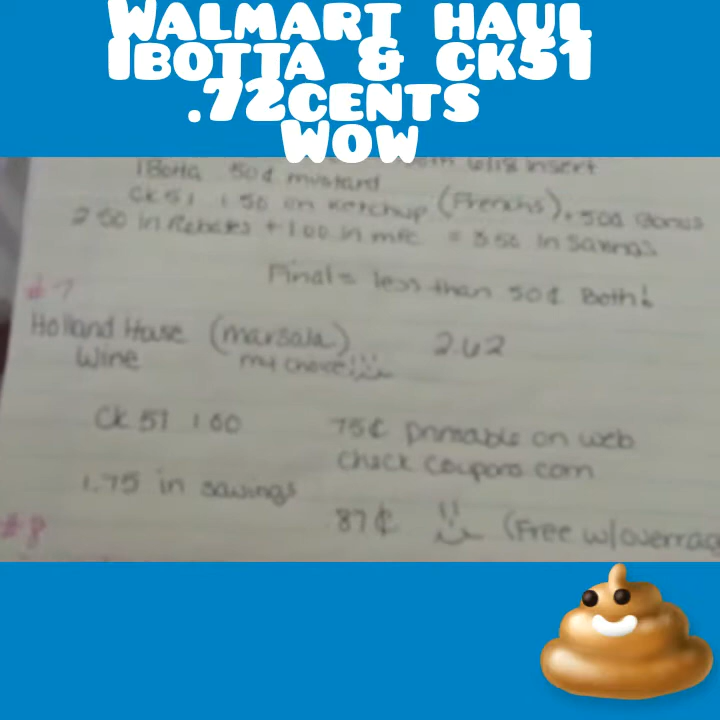 WALMART HAUL
IBOTTA & CK51
.72CENTS
WOW
insert
IBotta 50¢ mustard
CK 51 1.50 on Ketchup (Frenchs), .50¢ Bonus
2.50 in Rebates + 1.00 in mfc = 3.50 in Savings
Final = less than 50¢ Both!
#7
Holland House (marsala) 2.62
Wine my choice!
CK 51 1.00 75¢ printable on web
check coupons.com
1.75 in savings
87¢ (Free w/overrag
#8